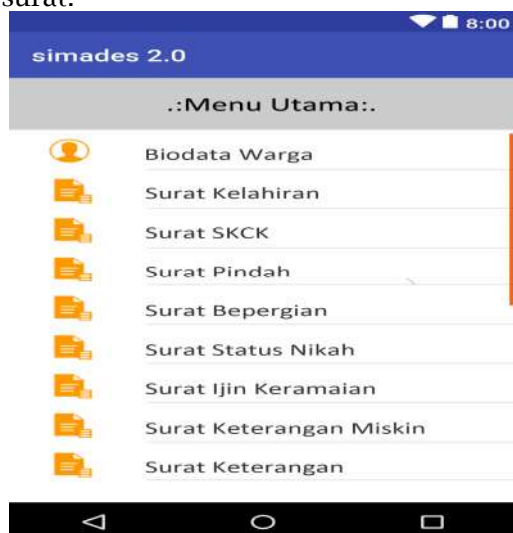 surat.
8:00
simades 2.0
.:Menu Utama:.
Biodata Warga
Surat Kelahiran
Surat SKCK
Surat Pindah
Surat Bepergian
Surat Status Nikah
Surat Ijin Keramaian
Surat Keterangan Miskin
Surat Keterangan